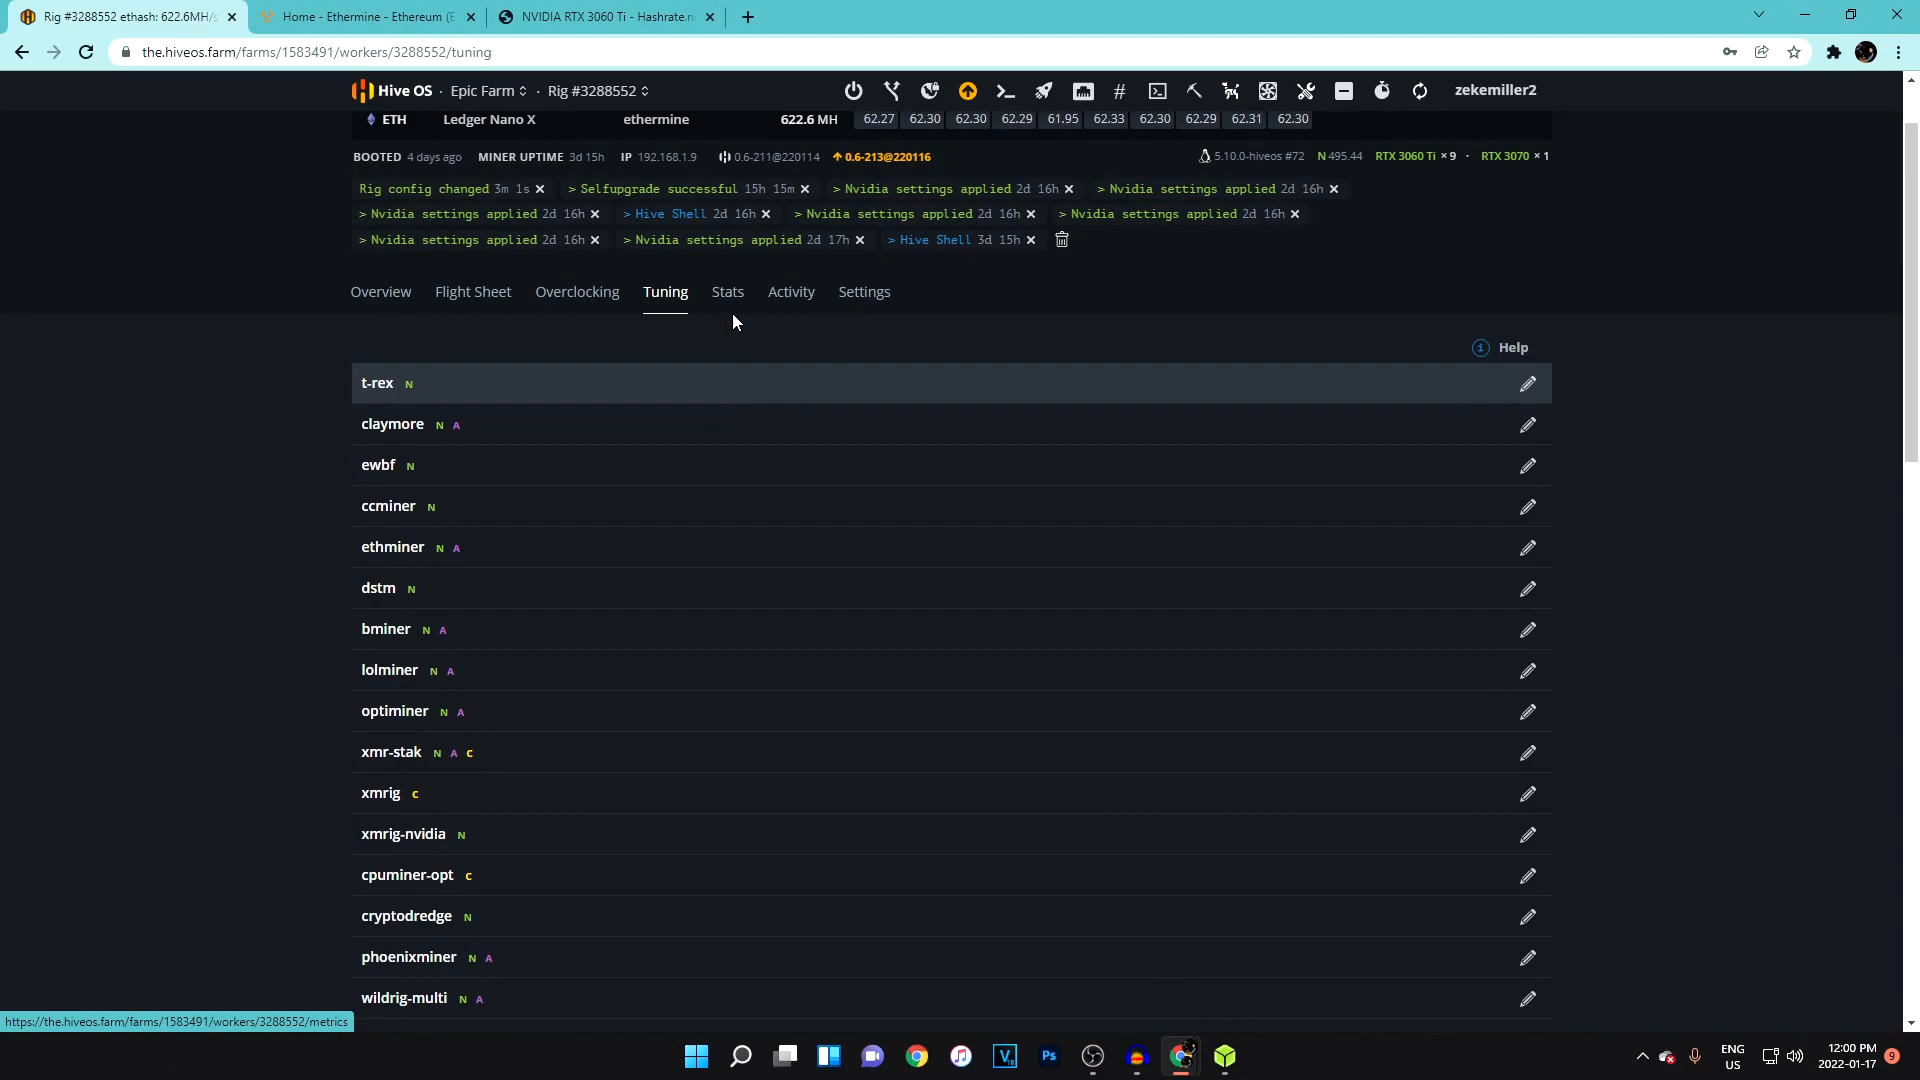 Rig #3288552 ethash: 622.6MH/s
Home - Ethermine - Ethereum (E
NVIDIA RTX 3060 Ti - Hashrate.n
the.hiveos.farm/farms/1583491/workers/3288552/tuning
Hive OS · Epic Farm · Rig #3288552
zekemiller2
ETH Ledger Nano X ethermine 622.6 MH 62.27 62.30 62.30 62.29 61.95 62.33 62.30 62.29 62.31 62.30
BOOTED 4 days ago MINER UPTIME 3d 15h IP 192.168.1.9 0.6-211@220114 0.6-213@220116 5.10.0-hiveos #72 N 495.44 RTX 3060 Ti × 9 · RTX 3070 × 1
Rig config changed 3m 1s > Selfupgrade successful 15h 15m > Nvidia settings applied 2d 16h > Nvidia settings applied 2d 16h
> Nvidia settings applied 2d 16h > Hive Shell 2d 16h > Nvidia settings applied 2d 16h > Nvidia settings applied 2d 16h
> Nvidia settings applied 2d 16h > Nvidia settings applied 2d 17h > Hive Shell 3d 15h
Overview Flight Sheet Overclocking Tuning Stats Activity Settings
Help
t-rex N
claymore N A
ewbf N
ccminer N
ethminer N A
dstm N
bminer N A
lolminer N A
optiminer N A
xmr-stak N A C
xmrig C
xmrig-nvidia N
cpuminer-opt C
cryptodredge N
phoenixminer N A
wildrig-multi N A
https://the.hiveos.farm/farms/1583491/workers/3288552/metrics
Ps
ENG
US
12:00 PM
2022-01-17
9